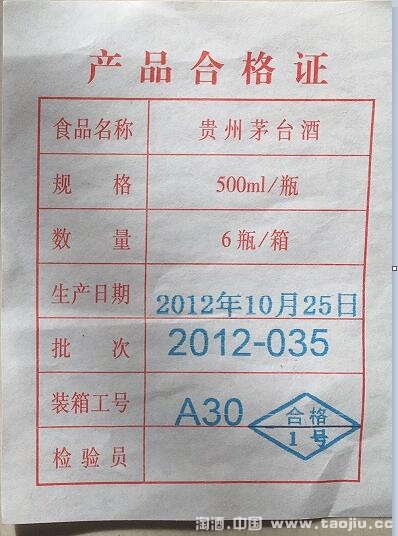 产品合格证
食品名称 贵州茅台酒
规 格 500ml/瓶
数 量 6瓶/箱
生产日期 2012年10月25日
批 次 2012-035
装箱工号 A30
合格
1号
检验员
淘酒.中国 www.taojiu.cc